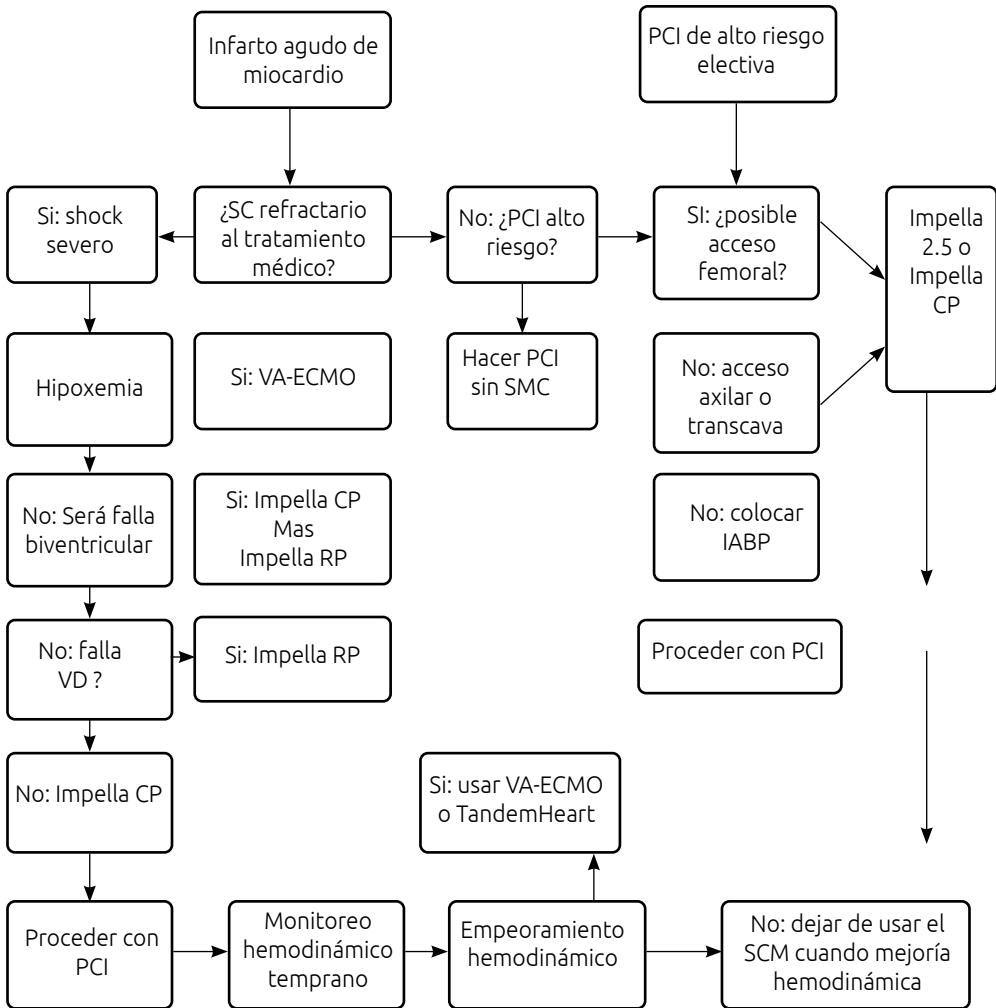 Infarto agudo de
miocardio
PCI de alto riesgo
electiva
Si: shock
severo
¿SC refractario
al tratamiento
médico?
No: ¿PCI alto
riesgo?
SI: ¿posible
acceso
femoral?
Impella
2.5 o
Impella
CP
Hipoxemia
Si: VA-ECMO
Hacer PCI
sin SMC
No: acceso
axilar o
transcava
No: Será falla
biventricular
Si: Impella CP
Mas
Impella RP
No: colocar
IABP
No: falla
VD ?
Si: Impella RP
Proceder con PCI
No: Impella CP
Si: usar VA-ECMO
o TandemHeart
Proceder con
PCI
Monitoreo
hemodinámico
temprano
Empeoramiento
hemodinámico
No: dejar de usar el
SCM cuando mejoría
hemodinámica